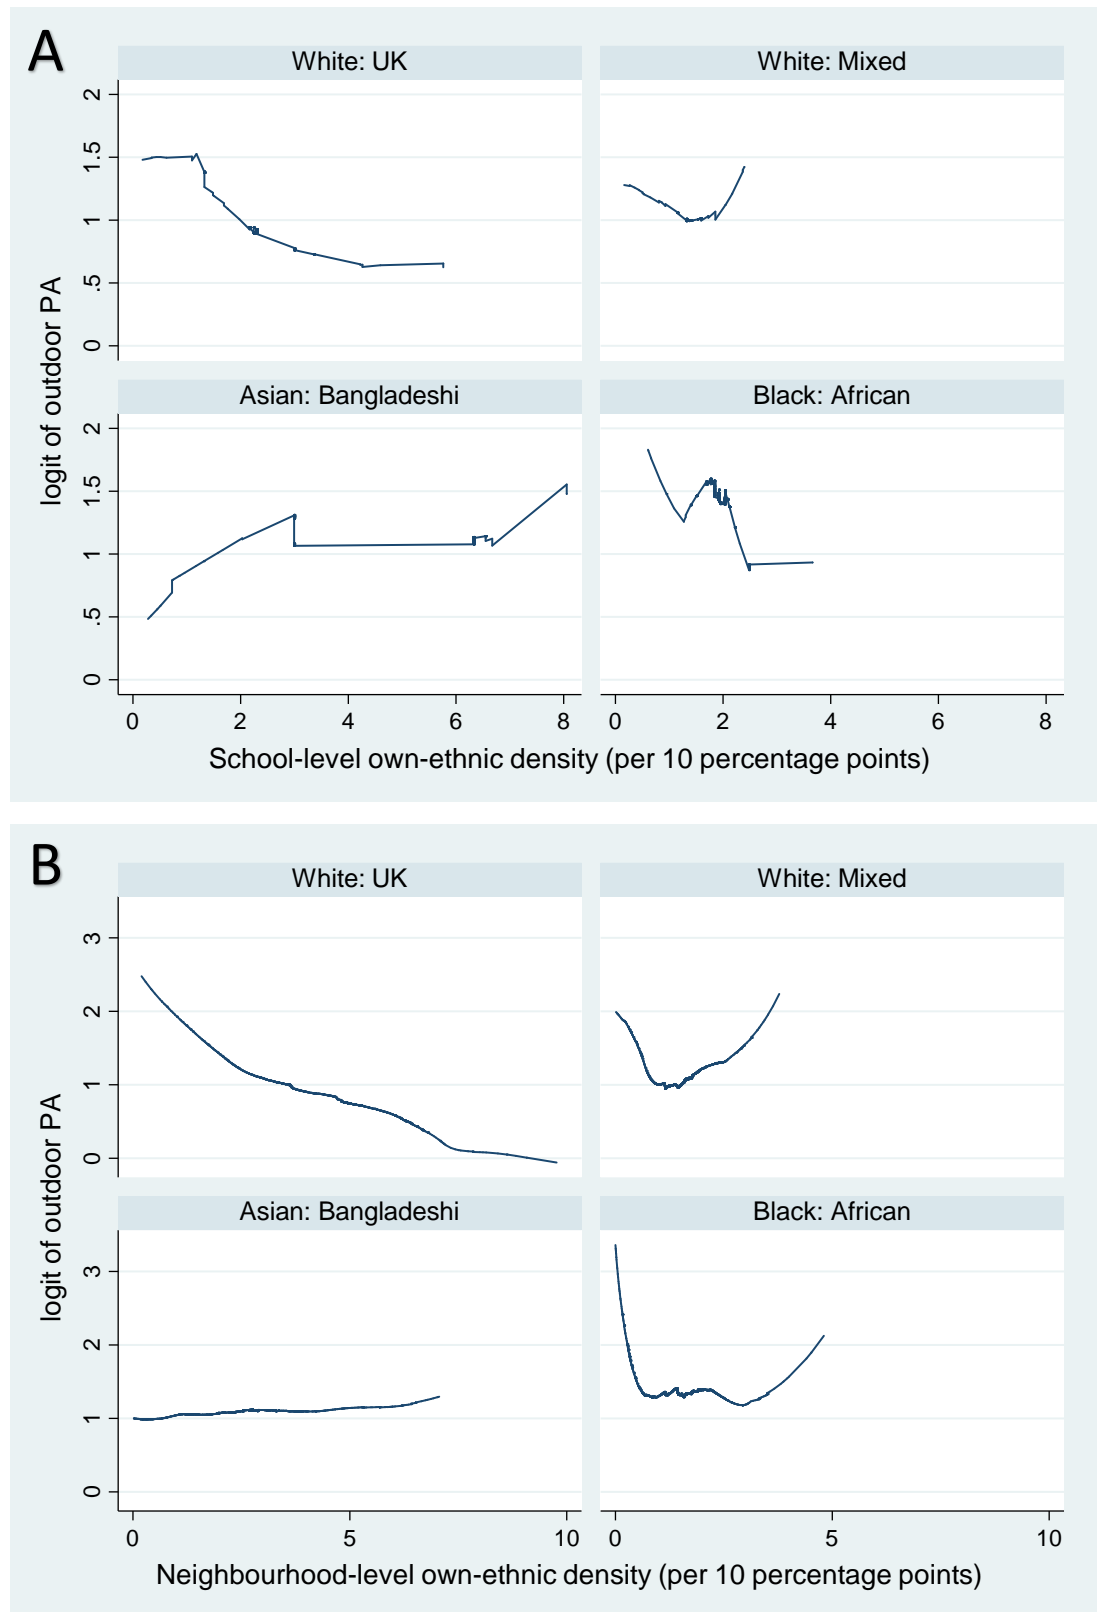 A
White: UK
White: Mixed
2
1.5
1
.5
0
Asian: Bangladeshi
Black: African
2
1.5
1
.5
0
logit of outdoor PA
0 2 4 6 8
0 2 4 6 8
School-level own-ethnic density (per 10 percentage points)
B
White: UK
White: Mixed
3
2
1
0
Asian: Bangladeshi
Black: African
3
2
1
0
logit of outdoor PA
0 5 10
0 5 10
Neighbourhood-level own-ethnic density (per 10 percentage points)